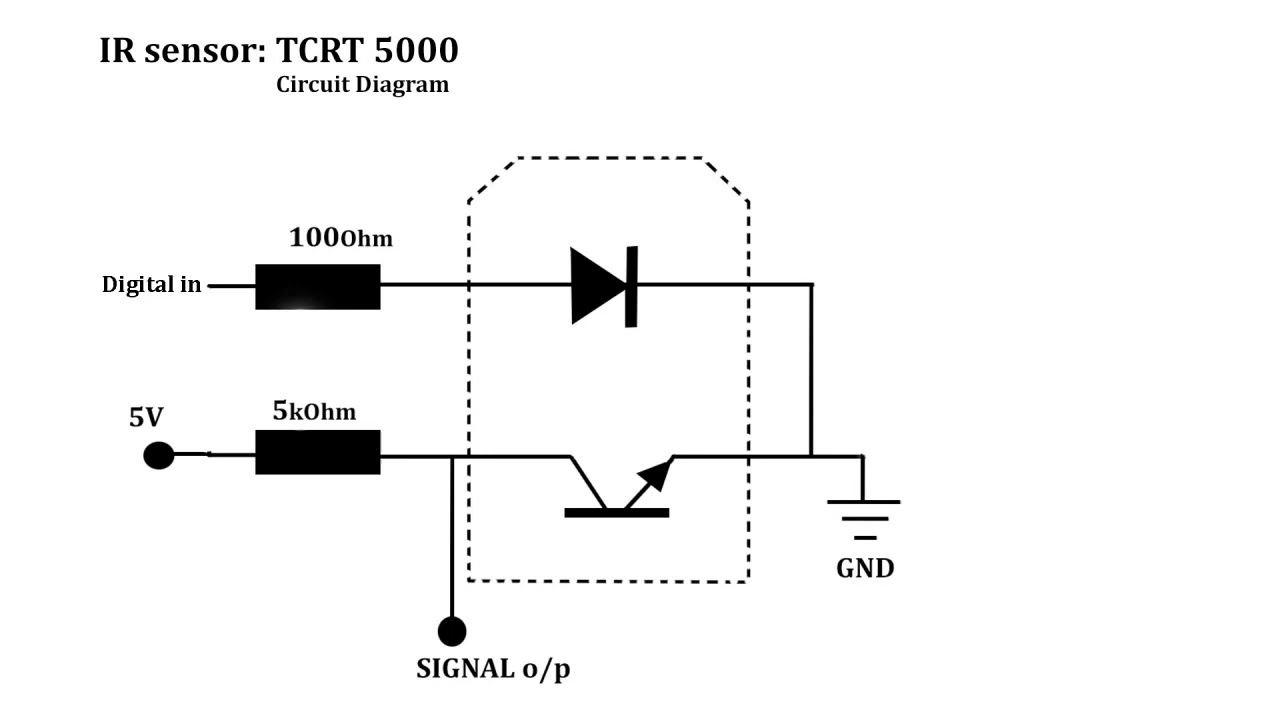 IR sensor: TCRT 5000
Circuit Diagram
100Ohm
Digital in
5V
5kOhm
GND
SIGNAL o/p